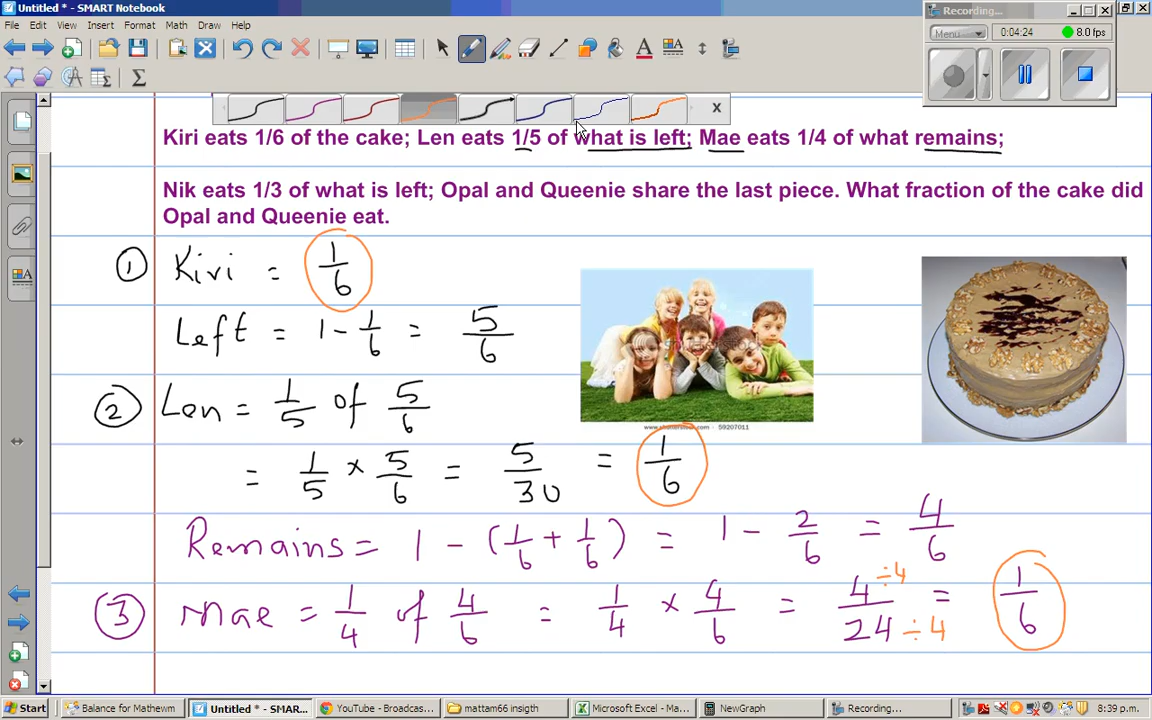 Untitled * - SMART Notebook
Recording...
File Edit View Insert Format Math Draw Help
Menu 0:04:24 8.0 fps
Kiri eats 1/6 of the cake; Len eats 1/5 of what is left; Mae eats 1/4 of what remains;
Nik eats 1/3 of what is left; Opal and Queenie share the last piece. What fraction of the cake did
Opal and Queenie eat.
① Kiri = 1/6
Left = 1 - 1/6 = 5/6
② Len = 1/5 of 5/6
= 1/5 × 5/6 = 5/30 = 1/6
Remains = 1 - (1/6 + 1/6) = 1 - 2/6 = 4/6
③ Mae = 1/4 of 4/6 = 1/4 × 4/6 = 4/24 ÷4 ÷4 = 1/6
Start Balance for Mathewm Untitled * - SMAR... YouTube - Broadcas... mattam66 insigth Microsoft Excel - Ma... NewGraph Recording... 8:39 p.m.